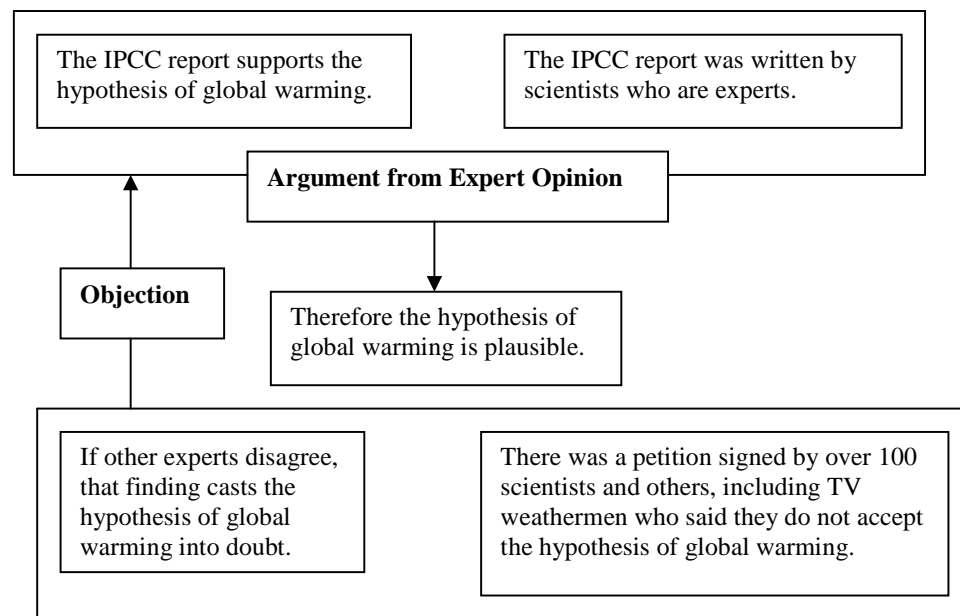 The IPCC report supports the
hypothesis of global warming.
The IPCC report was written by
scientists who are experts.
Argument from Expert Opinion
Objection
Therefore the hypothesis of
global warming is plausible.
If other experts disagree,
that finding casts the
hypothesis of global
warming into doubt.
There was a petition signed by over 100
scientists and others, including TV
weathermen who said they do not accept
the hypothesis of global warming.